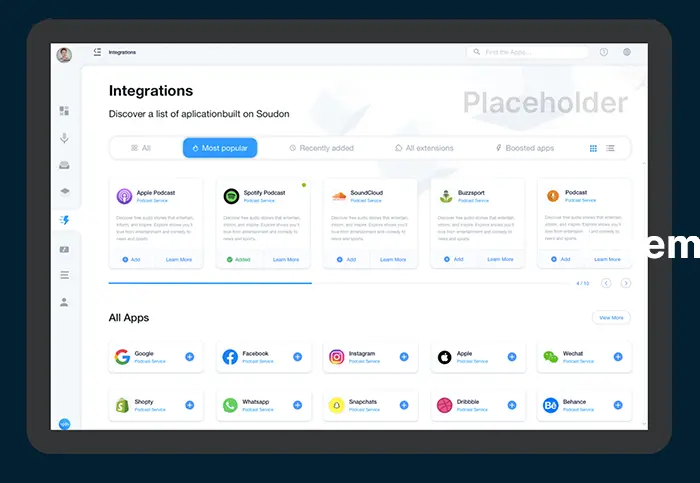 Integrations
Find the Apps...
Integrations
Placeholder
Discover a list of aplicationbuilt on Soudon
All
Most popular
Recently added
All extensions
Boosted apps
Apple Podcast
Podcast Service
Discover free audio stories that entertain,
inform, and inspire. Explore shows you'll
love from entertainment and comedy to
news and sports.
Add
Learn More
Spotify Podcast
Podcast Service
Discover free audio stories that entertain,
inform, and inspire. Explore shows you'll
love from entertainment and comedy to
news and sports.
Added
Learn More
SoundCloud
Podcast Service
Discover free audio stories that entertain,
inform, and inspire. Explore shows you'll
love from entertainment and comedy to
news and sports.
Add
Learn More
Buzzsport
Podcast Service
Discover free audio stories that entertain,
inform, and inspire. Explore shows you'll
love from entertainment and comedy to
news and sports.
Add
Learn More
Podcast
Podcast Service
Discover free audio stories that entertain,
inform, and inspire. Explore shows you'll
love from entertainment and comedy to
news and sports.
Add
Learn More
em
4 / 10
All Apps
View More
Google
Podcast Service
Facebook
Podcast Service
Instagram
Podcast Service
Apple
Podcast Service
Wechat
Podcast Service
Shopty
Podcast Service
Whatsapp
Podcast Service
Snapchats
Podcast Service
Dribbble
Podcast Service
Behance
Podcast Service